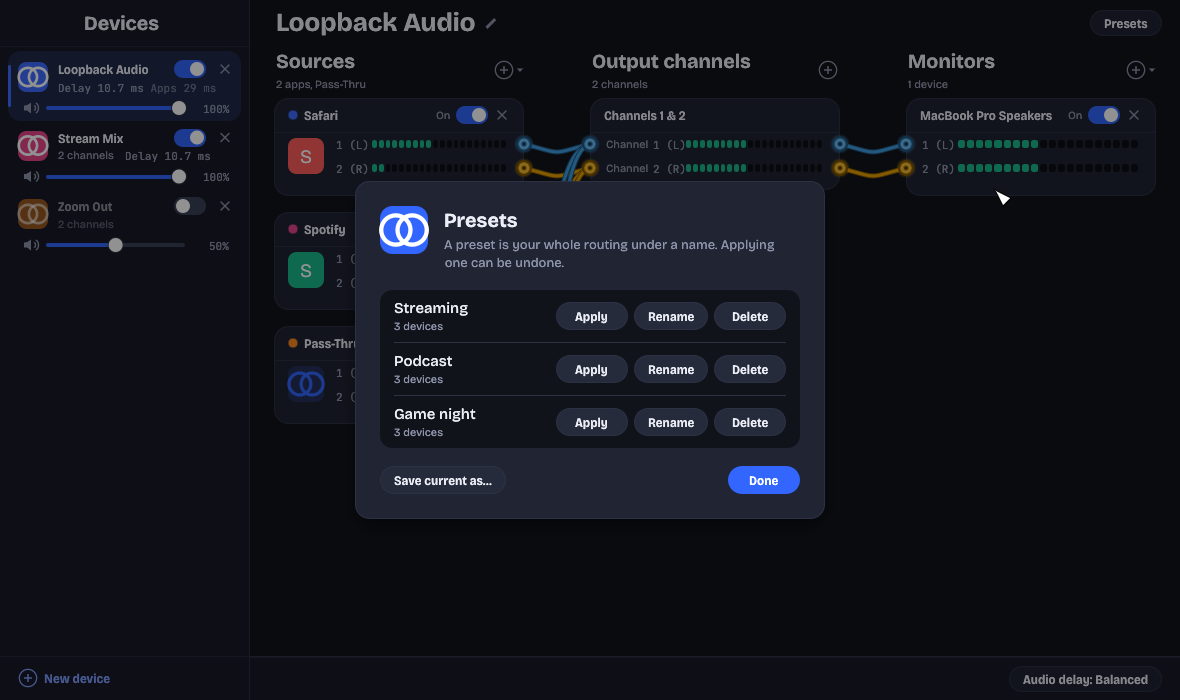 Devices
Loopback Audio
Delay 10.7 ms Apps 29 ms
100%
Stream Mix
2 channels Delay 10.7 ms
100%
Zoom Out
2 channels
50%
New device
Loopback Audio
Presets
Sources
2 apps, Pass-Thru
Output channels
2 channels
Monitors
1 device
Safari
On
S
1 (L)
2 (R)
Channels 1 & 2
Channel 1 (L)
Channel 2 (R)
MacBook Pro Speakers
On
1 (L)
2 (R)
Spotify
S
1 (
2 (
Pass-Thru
1 (
2 (
Presets
A preset is your whole routing under a name. Applying
one can be undone.
Streaming
3 devices
Apply Rename Delete
Podcast
3 devices
Apply Rename Delete
Game night
3 devices
Apply Rename Delete
Save current as...
Done
Audio delay: Balanced